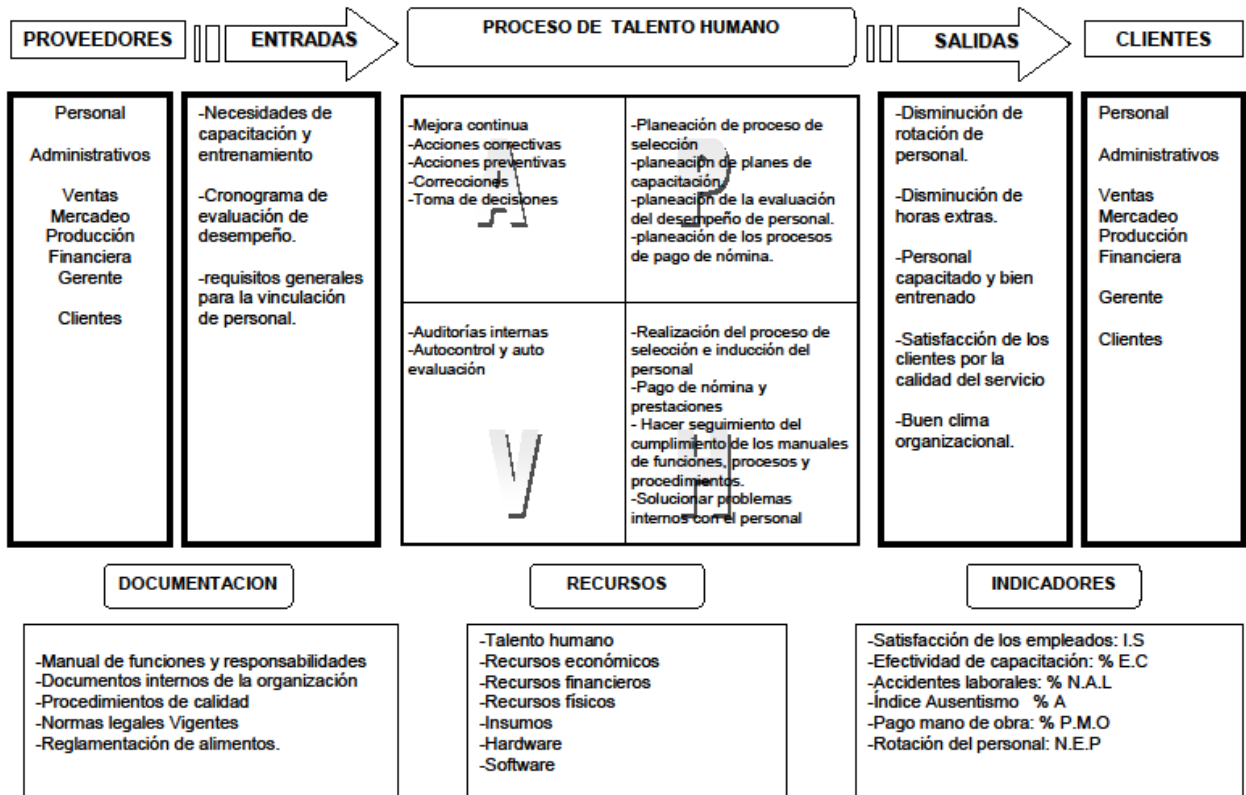 PROVEEDORES
ENTRADAS
PROCESO DE TALENTO HUMANO
SALIDAS
CLIENTES
Personal
Administrativos
Ventas
Mercadeo
Producción
Financiera
Gerente
Clientes
-Necesidades de
capacitación y
entrenamiento
-Cronograma de
evaluación de
desempeño.
-requisitos generales
para la vinculación
de personal.
-Mejora continua
-Acciones correctivas
-Acciones preventivas
-Correcciones
-Toma de decisiones
A
-Planeación de proceso de
selección
-planeación de planes de
capacitación
-planeación de la evaluación
del desempeño de personal.
-planeación de los procesos
de pago de nómina.
P
-Auditorías internas
-Autocontrol y auto
evaluación
V
-Realización del proceso de
selección e inducción del
personal
-Pago de nómina y
prestaciones
- Hacer seguimiento del
cumplimiento de los manuales
de funciones, procesos y
procedimientos.
-Solucionar problemas
internos con el personal
H
-Disminución de
rotación de
personal.
-Disminución de
horas extras.
-Personal
capacitado y bien
entrenado
-Satisfacción de los
clientes por la
calidad del servicio
-Buen clima
organizacional.
Personal
Administrativos
Ventas
Mercadeo
Producción
Financiera
Gerente
Clientes
DOCUMENTACION
-Manual de funciones y responsabilidades
-Documentos internos de la organización
-Procedimientos de calidad
-Normas legales Vigentes
-Reglamentación de alimentos.
RECURSOS
-Talento humano
-Recursos económicos
-Recursos financieros
-Recursos físicos
-Insumos
-Hardware
-Software
INDICADORES
-Satisfacción de los empleados: I.S
-Efectividad de capacitación: % E.C
-Accidentes laborales: % N.A.L
-Índice Ausentismo % A
-Pago mano de obra: % P.M.O
-Rotación del personal: N.E.P